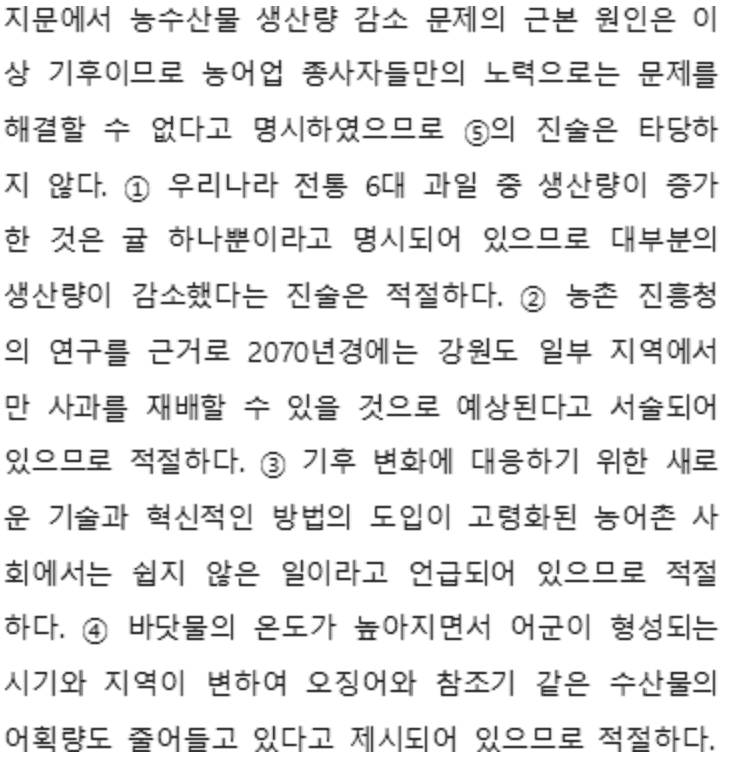 지문에서 농수산물 생산량 감소 문제의 근본 원인은 이
상 기후이므로 농어업 종사자들만의 노력으로는 문제를
해결할 수 없다고 명시하였으므로 ⑤의 진술은 타당하
지 않다. ① 우리나라 전통 6대 과일 중 생산량이 증가
한 것은 귤 하나뿐이라고 명시되어 있으므로 대부분의
생산량이 감소했다는 진술은 적절하다. ② 농촌 진흥청
의 연구를 근거로 2070년경에는 강원도 일부 지역에서
만 사과를 재배할 수 있을 것으로 예상된다고 서술되어
있으므로 적절하다. ③ 기후 변화에 대응하기 위한 새로
운 기술과 혁신적인 방법의 도입이 고령화된 농어촌 사
회에서는 쉽지 않은 일이라고 언급되어 있으므로 적절
하다. ④ 바닷물의 온도가 높아지면서 어군이 형성되는
시기와 지역이 변하여 오징어와 참조기 같은 수산물의
어획량도 줄어들고 있다고 제시되어 있으므로 적절하다.